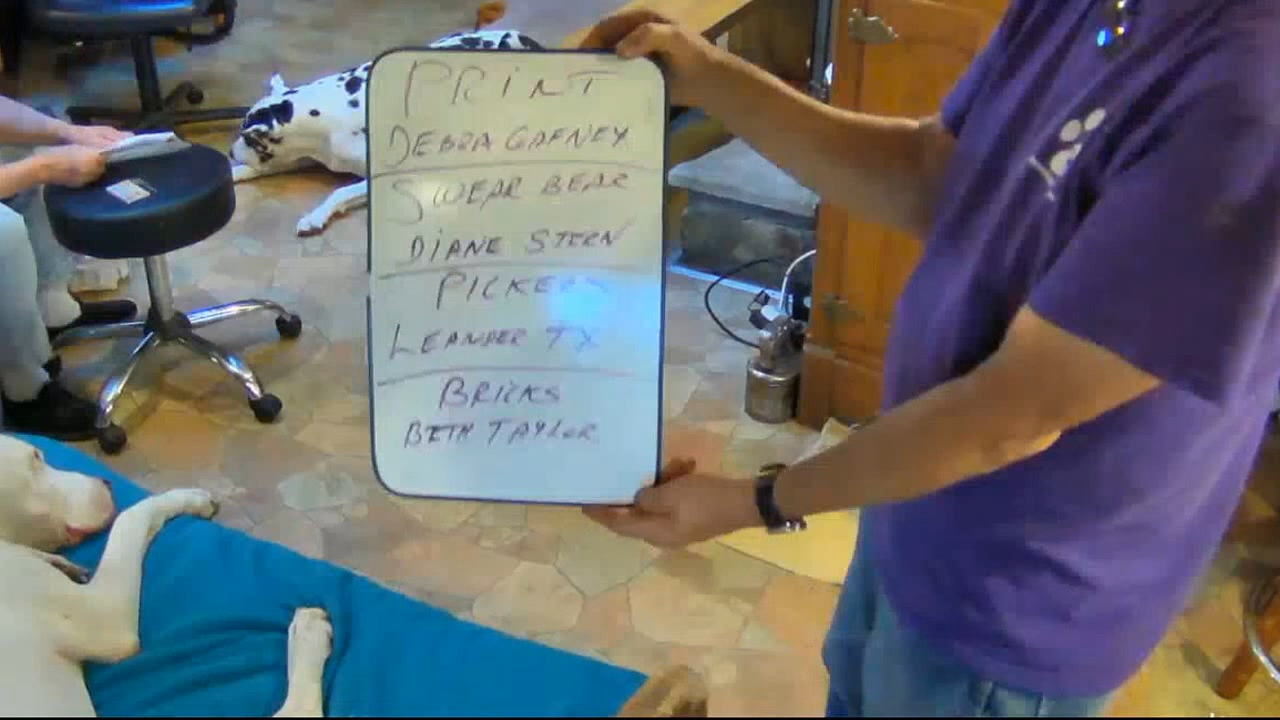 PRINT
DEBRA GAFNEY
SWEAR BEAR
DIANE STERN
LEANDER TX
BRICKS
BETH TAYLOR